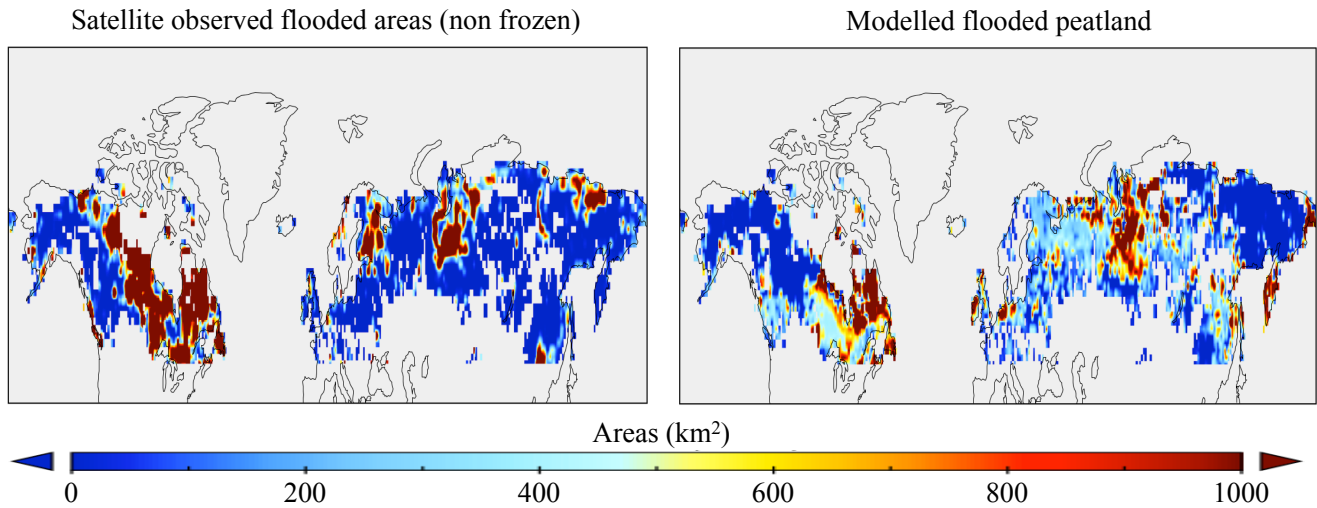 Satellite observed flooded areas (non frozen)
Modelled flooded peatland
Areas (km²)
0 200 400 600 800 1000